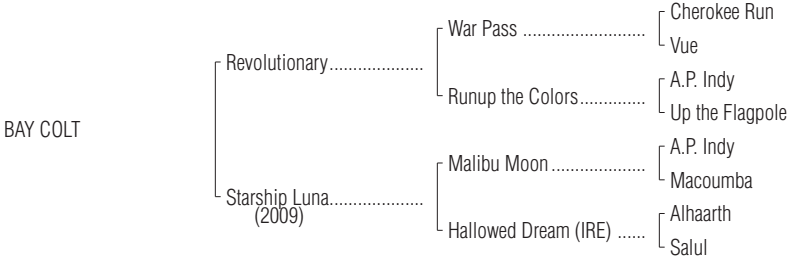 Cherokee Run
War Pass ..........................
Vue
Revolutionary....................
A.P. Indy
Runup the Colors..............
Up the Flagpole
BAY COLT
A.P. Indy
Malibu Moon ....................
Macoumba
Starship Luna....................
(2009)
Alhaarth
Hallowed Dream (IRE) ......
Salul